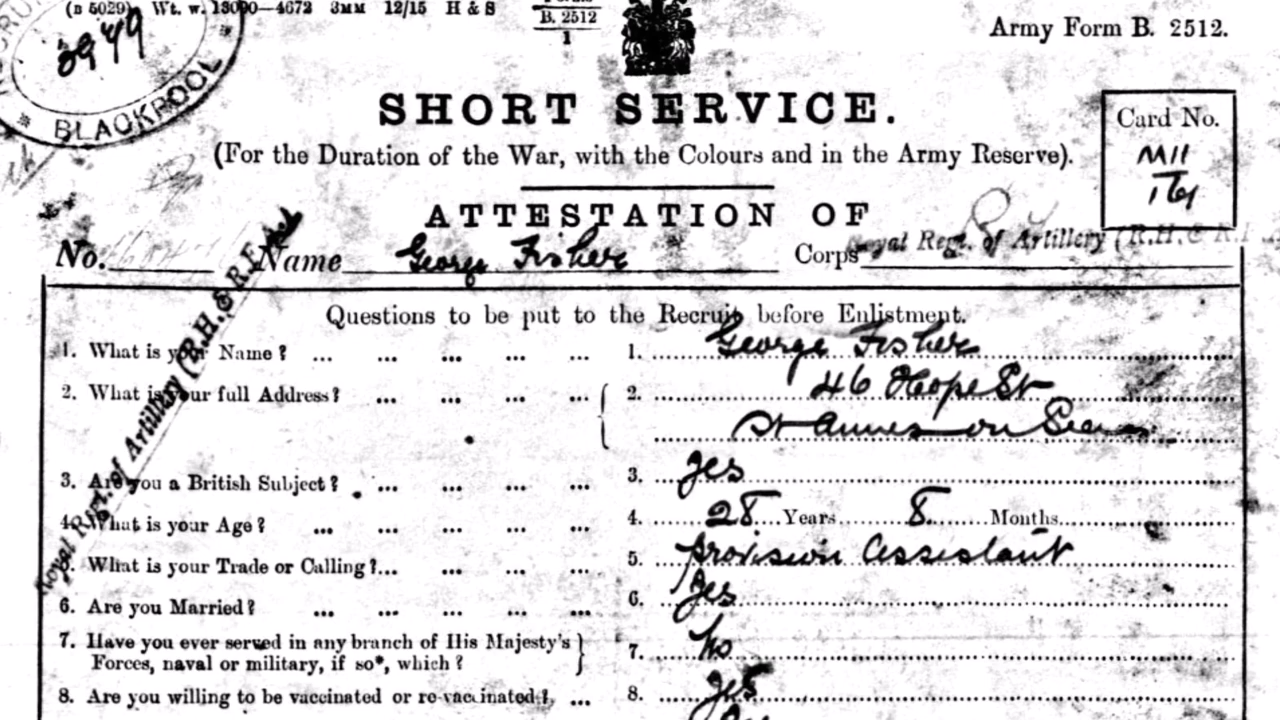 (B 5029) Wt. w. 13090—4672 3MM 12/15 H & S
B. 2512
1
Army Form B. 2512.
3949
BLACKPOOL
SHORT SERVICE.
(For the Duration of the War, with the Colours and in the Army Reserve).
Card No.
M11
161
ATTESTATION OF
No. Name George Fisher Corps Royal Regt. of Artillery (R.H. &
Royal Regt. of Artillery (R.H. & R.F.A.)
Questions to be put to the Recruit before Enlistment.
1. What is your Name? ... ... ... ... 1. George Fisher
2. What is your full Address? ... ... ... ... 2. 46 Hope St
St Annes on Sea
3. Are you a British Subject? ... ... ... 3. Yes
4. What is your Age? ... ... ... ... 4. 28 Years 8 Months
5. What is your Trade or Calling?... ... ... ... 5. provision assistant
6. Are you Married? ... ... ... ... 6. Yes
7. Have you ever served in any branch of His Majesty's
Forces, naval or military, if so*, which? 7. No
8. Are you willing to be vaccinated or re-vaccinated? ... 8. Yes